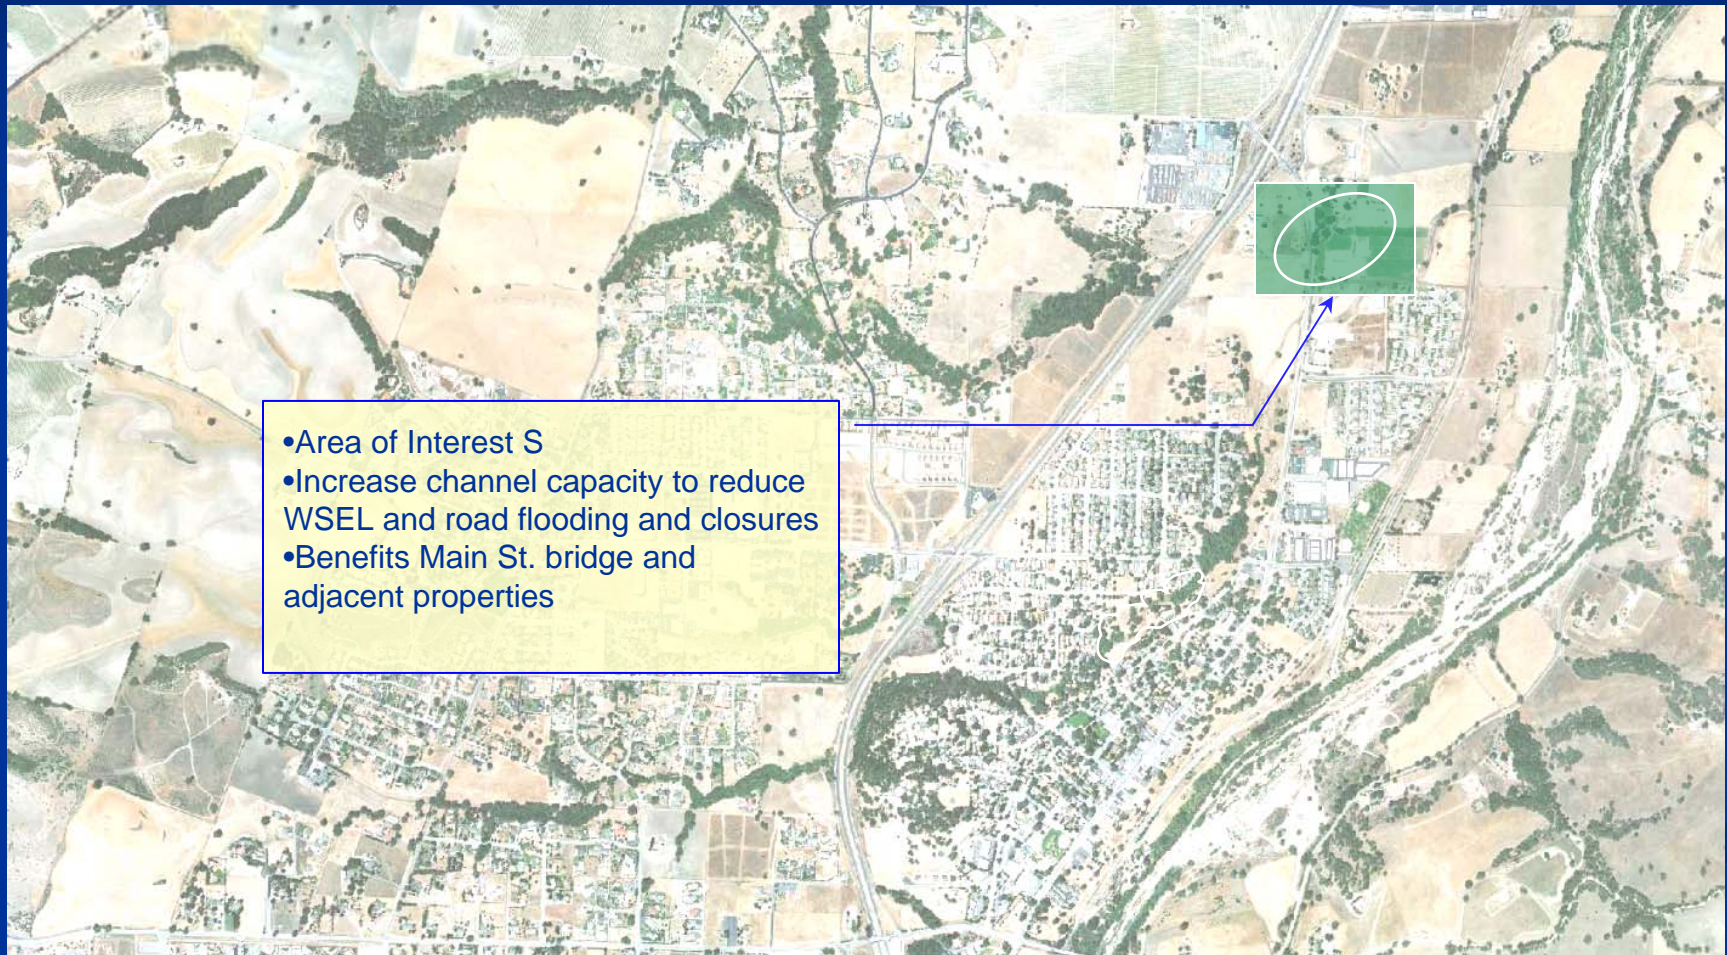 •Area of Interest S
•Increase channel capacity to reduce
WSEL and road flooding and closures
•Benefits Main St. bridge and
adjacent properties